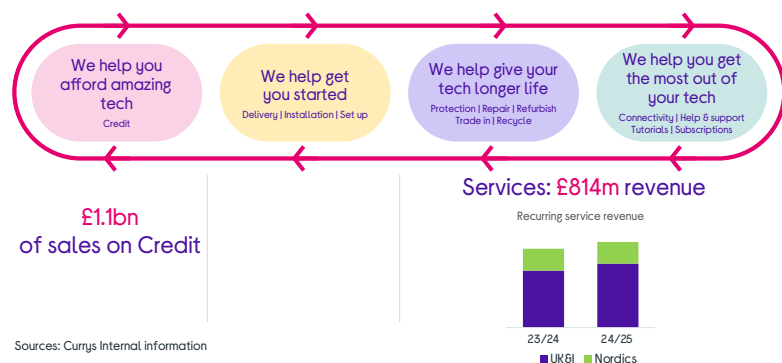 We help you
afford amazing
tech
Credit
We help get
you started
Delivery | Installation | Set up
We help give your
tech longer life
Protection | Repair | Refurbish
Trade in | Recycle
We help you get
the most out of
your tech
Connectivity | Help & support
Tutorials | Subscriptions
£1.1bn
of sales on Credit
Services: £814m revenue
Recurring service revenue
23/24
24/25
UK&I
Nordics
Sources: Currys Internal information